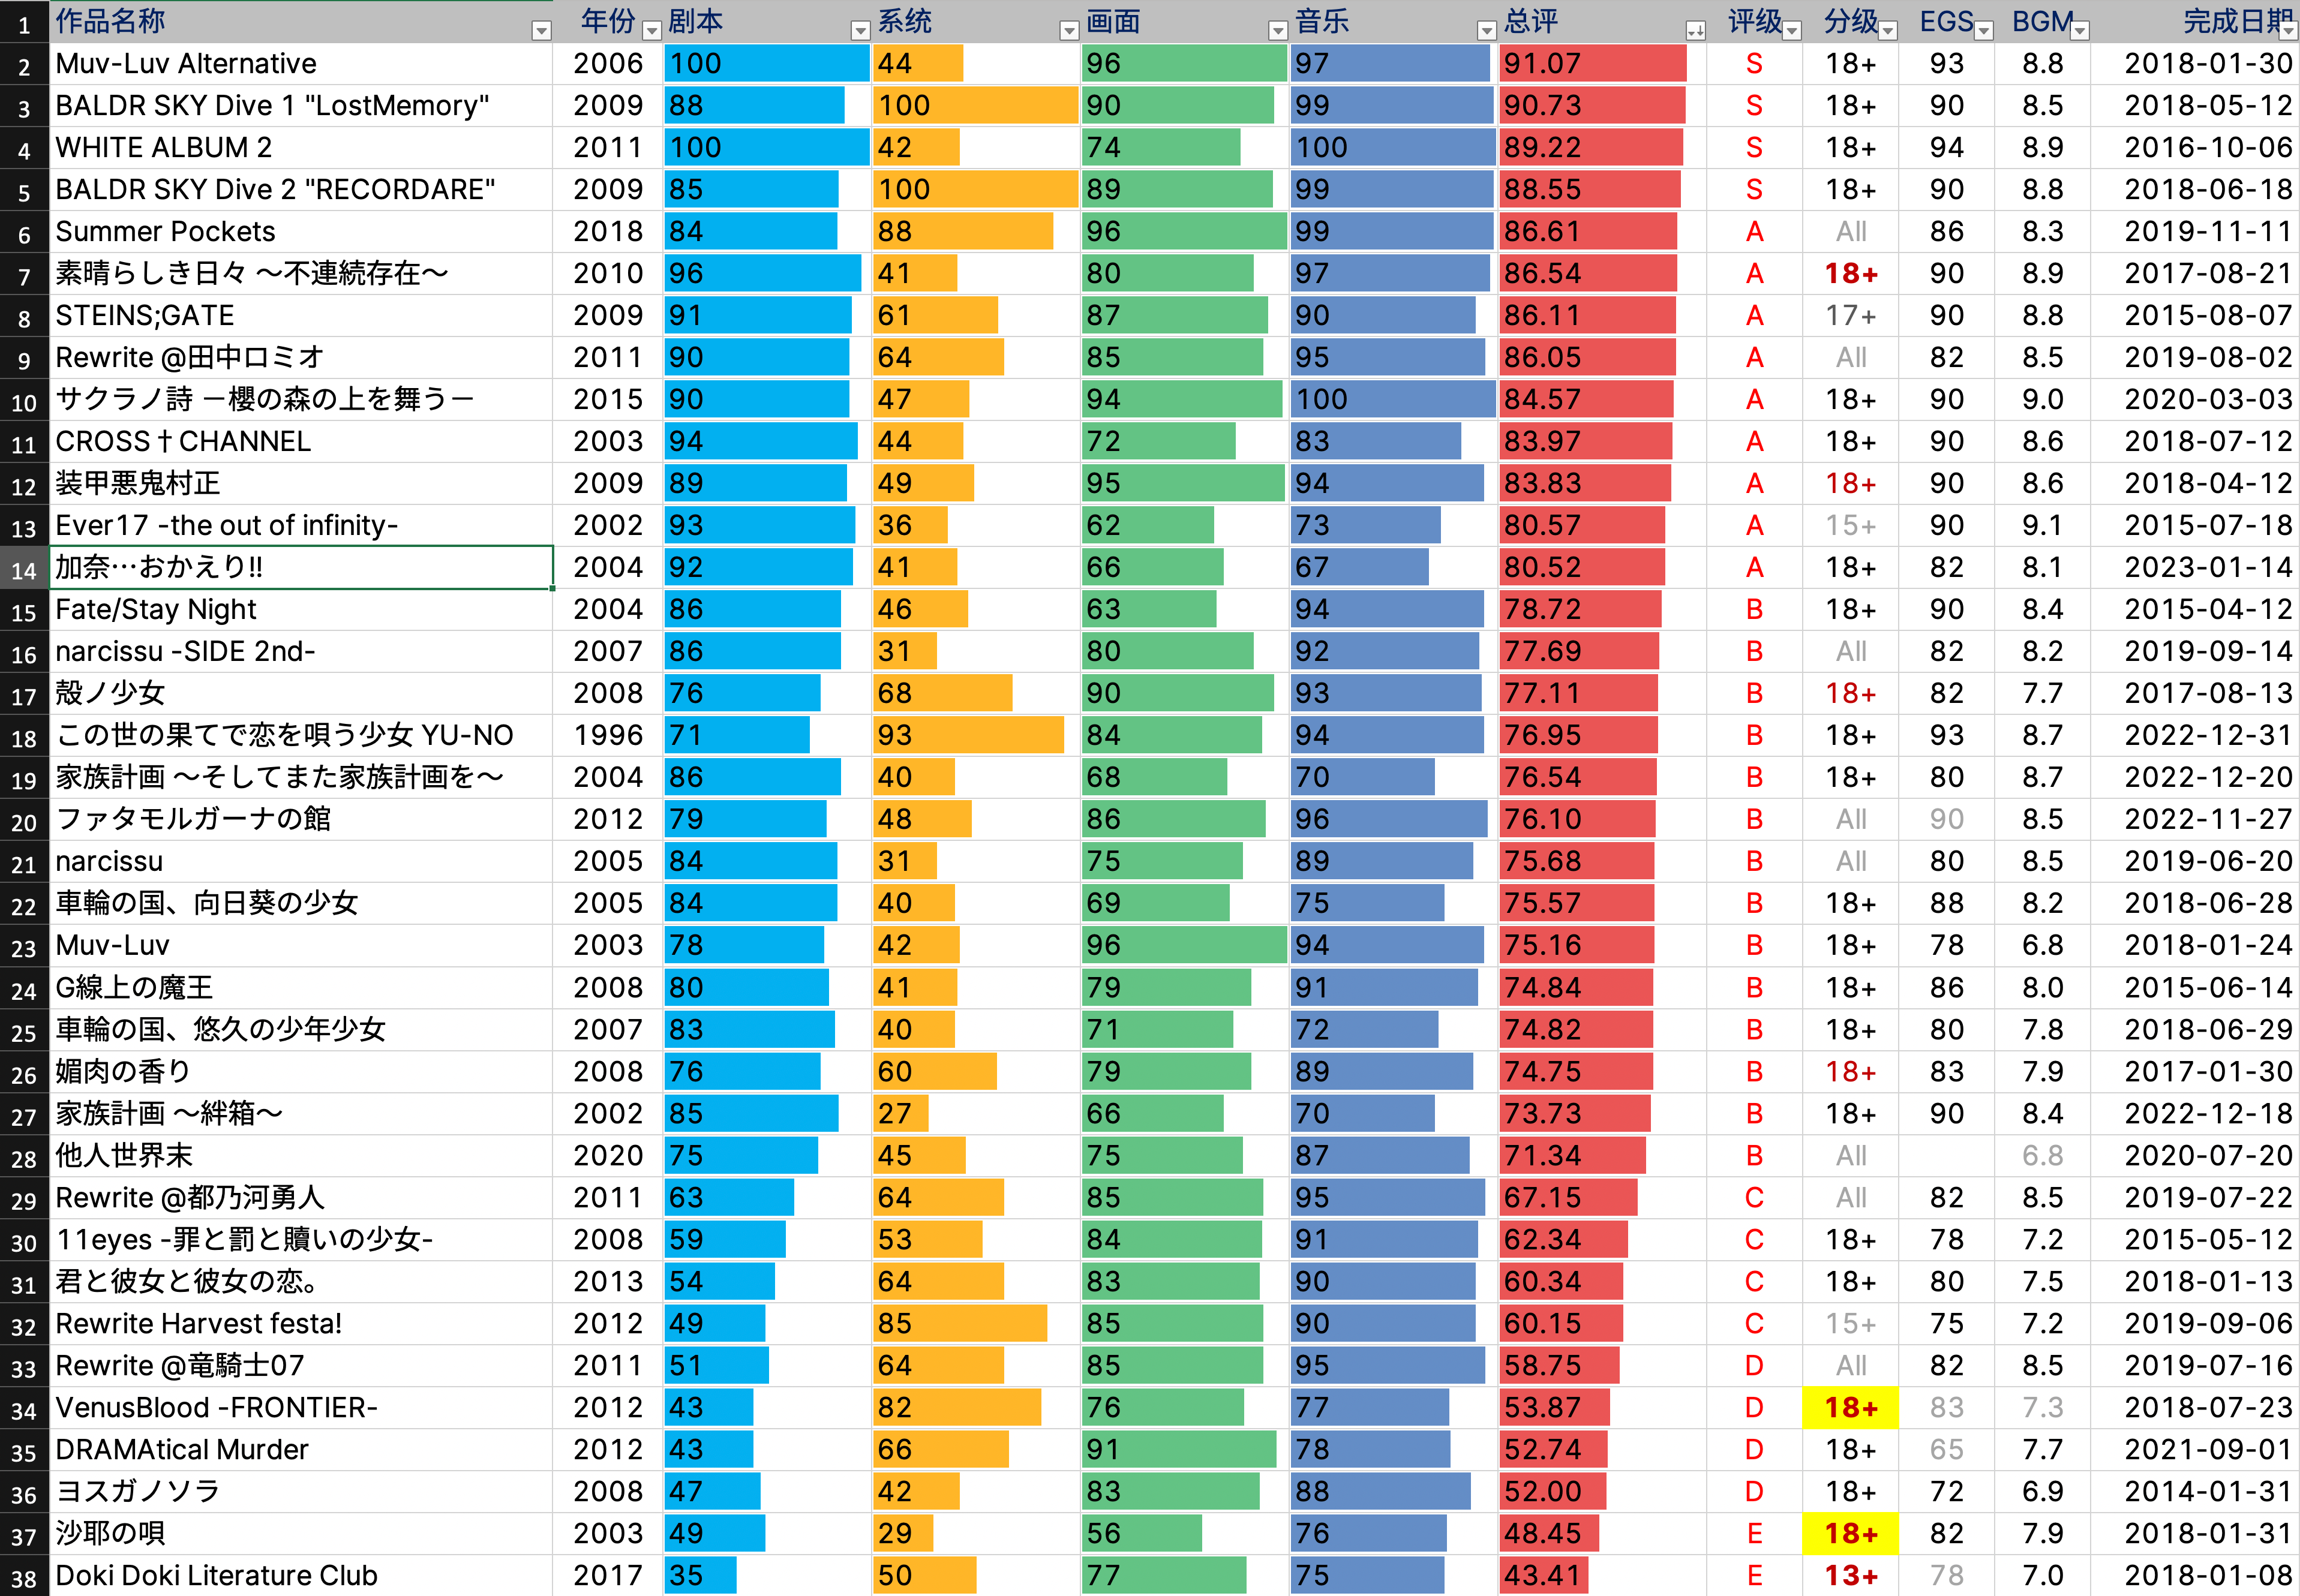 1 作品名称 年份 剧本 系统 画面 音乐 总评 评级 分级 EGS BGM 完成日期
2 Muv-Luv Alternative 2006 100 44 96 97 91.07 S 18+ 93 8.8 2018-01-30
3 BALDR SKY Dive 1 "LostMemory" 2009 88 100 90 99 90.73 S 18+ 90 8.5 2018-05-12
4 WHITE ALBUM 2 2011 100 42 74 100 89.22 S 18+ 94 8.9 2016-10-06
5 BALDR SKY Dive 2 "RECORDARE" 2009 85 100 89 99 88.55 S 18+ 90 8.8 2018-06-18
6 Summer Pockets 2018 84 88 96 99 86.61 A All 86 8.3 2019-11-11
7 素晴らしき日々 ～不連続存在～ 2010 96 41 80 97 86.54 A 18+ 90 8.9 2017-08-21
8 STEINS;GATE 2009 91 61 87 90 86.11 A 17+ 90 8.8 2015-08-07
9 Rewrite @田中ロミオ 2011 90 64 85 95 86.05 A All 82 8.5 2019-08-02
10 サクラノ詩 －櫻の森の上を舞う－ 2015 90 47 94 100 84.57 A 18+ 90 9.0 2020-03-03
11 CROSS†CHANNEL 2003 94 44 72 83 83.97 A 18+ 90 8.6 2018-07-12
12 装甲悪鬼村正 2009 89 49 95 94 83.83 A 18+ 90 8.6 2018-04-12
13 Ever17 -the out of infinity- 2002 93 36 62 73 80.57 A 15+ 90 9.1 2015-07-18
14 加奈…おかえり!! 2004 92 41 66 67 80.52 A 18+ 82 8.1 2023-01-14
15 Fate/Stay Night 2004 86 46 63 94 78.72 B 18+ 90 8.4 2015-04-12
16 narcissu -SIDE 2nd- 2007 86 31 80 92 77.69 B All 82 8.2 2019-09-14
17 殻ノ少女 2008 76 68 90 93 77.11 B 18+ 82 7.7 2017-08-13
18 この世の果てで恋を唄う少女 YU-NO 1996 71 93 84 94 76.95 B 18+ 93 8.7 2022-12-31
19 家族計画 ～そしてまた家族計画を～ 2004 86 40 68 70 76.54 B 18+ 80 8.7 2022-12-20
20 ファタモルガーナの館 2012 79 48 86 96 76.10 B All 90 8.5 2022-11-27
21 narcissu 2005 84 31 75 89 75.68 B All 80 8.5 2019-06-20
22 車輪の国、向日葵の少女 2005 84 40 69 75 75.57 B 18+ 88 8.2 2018-06-28
23 Muv-Luv 2003 78 42 96 94 75.16 B 18+ 78 6.8 2018-01-24
24 G線上の魔王 2008 80 41 79 91 74.84 B 18+ 86 8.0 2015-06-14
25 車輪の国、悠久の少年少女 2007 83 40 71 72 74.82 B 18+ 80 7.8 2018-06-29
26 媚肉の香り 2008 76 60 79 89 74.75 B 18+ 83 7.9 2017-01-30
27 家族計画 ～絆箱～ 2002 85 27 66 70 73.73 B 18+ 90 8.4 2022-12-18
28 他人世界末 2020 75 45 75 87 71.34 B All 6.8 2020-07-20
29 Rewrite @都乃河勇人 2011 63 64 85 95 67.15 C All 82 8.5 2019-07-22
30 11eyes -罪と罰と贖いの少女- 2008 59 53 84 91 62.34 C 18+ 78 7.2 2015-05-12
31 君と彼女と彼女の恋。 2013 54 64 83 90 60.34 C 18+ 80 7.5 2018-01-13
32 Rewrite Harvest festa! 2012 49 85 85 90 60.15 C 15+ 75 7.2 2019-09-06
33 Rewrite @竜騎士07 2011 51 64 85 95 58.75 D All 82 8.5 2019-07-16
34 VenusBlood -FRONTIER- 2012 43 82 76 77 53.87 D 18+ 83 7.3 2018-07-23
35 DRAMAtical Murder 2012 43 66 91 78 52.74 D 18+ 65 7.7 2021-09-01
36 ヨスガノソラ 2008 47 42 83 88 52.00 D 18+ 72 6.9 2014-01-31
37 沙耶の唄 2003 49 29 56 76 48.45 E 18+ 82 7.9 2018-01-31
38 Doki Doki Literature Club 2017 35 50 77 75 43.41 E 13+ 78 7.0 2018-01-08